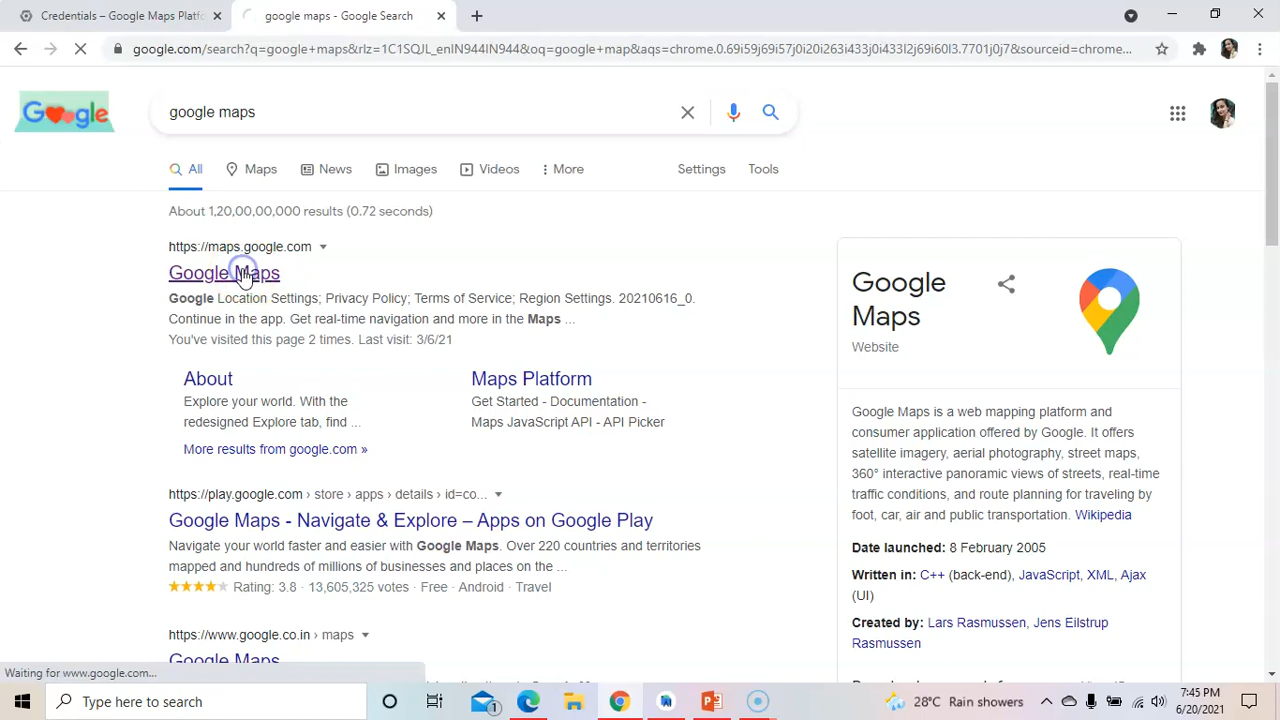 Credentials – Google Maps Platf
google maps - Google Search
google.com/search?q=google+maps&rlz=1C1SQJL_enIN944IN944&oq=google+map&aqs=chrome.0.69i59j69i57j0i20i263i433j0i433l2j69i60l3.7701j0j7&sourceid=chrome...
Google
google maps
All
Maps
News
Images
Videos
More
Settings
Tools
About 1,20,00,00,000 results (0.72 seconds)
https://maps.google.com
Google Maps
Google Location Settings; Privacy Policy; Terms of Service; Region Settings. 20210616_0.
Continue in the app. Get real-time navigation and more in the Maps ...
You've visited this page 2 times. Last visit: 3/6/21
About
Explore your world. With the
redesigned Explore tab, find ...
Maps Platform
Get Started - Documentation -
Maps JavaScript API - API Picker
More results from google.com »
https://play.google.com › store › apps › details › id=co...
Google Maps - Navigate & Explore – Apps on Google Play
Navigate your world faster and easier with Google Maps. Over 220 countries and territories
mapped and hundreds of millions of businesses and places on the ...
Rating: 3.8 · 13,605,325 votes · Free · Android · Travel
https://www.google.co.in › maps
Google Maps
Google
Maps
Website
Google Maps is a web mapping platform and
consumer application offered by Google. It offers
satellite imagery, aerial photography, street maps,
360° interactive panoramic views of streets, real-time
traffic conditions, and route planning for traveling by
foot, car, air and public transportation. Wikipedia
Date launched: 8 February 2005
Written in: C++ (back-end), JavaScript, XML, Ajax
(UI)
Created by: Lars Rasmussen, Jens Eilstrup
Rasmussen
Waiting for www.google.com...
Type here to search
1
28°C Rain showers
7:45 PM
6/20/2021